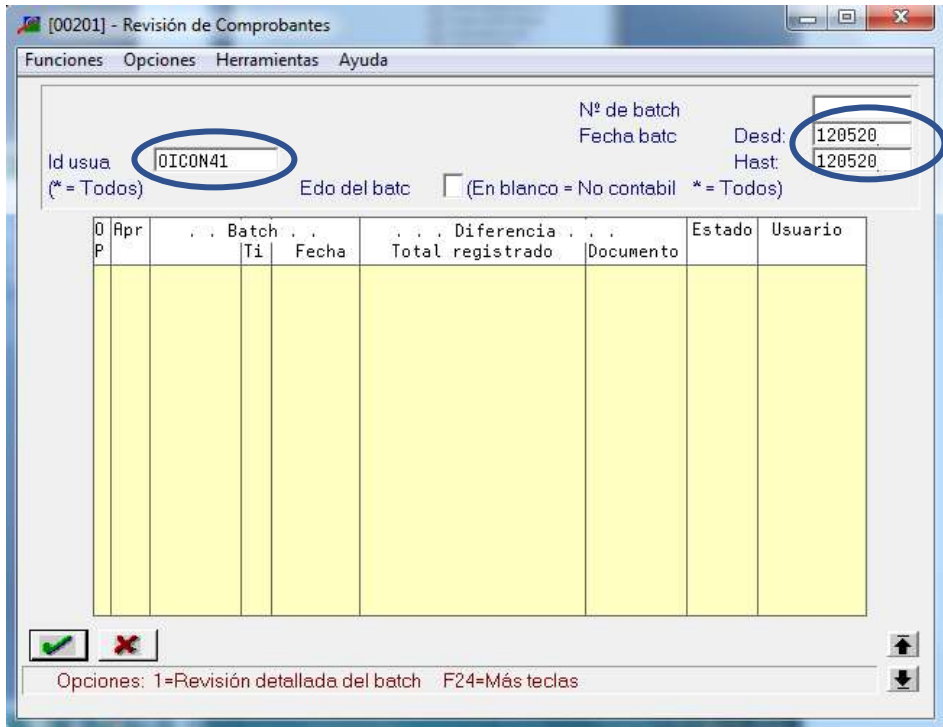 [00201] - Revisión de Comprobantes
Funciones Opciones Herramientas Ayuda
Nº de batch
Fecha batc Desd: 120520
Id usua OICON41 Hast: 120520
(* = Todos) Edo del batc (En blanco = No contabil * = Todos)
O Apr . . Batch . . . . . Diferencia . . . Estado Usuario
P Ti Fecha Total registrado Documento
Opciones: 1=Revisión detallada del batch F24=Más teclas